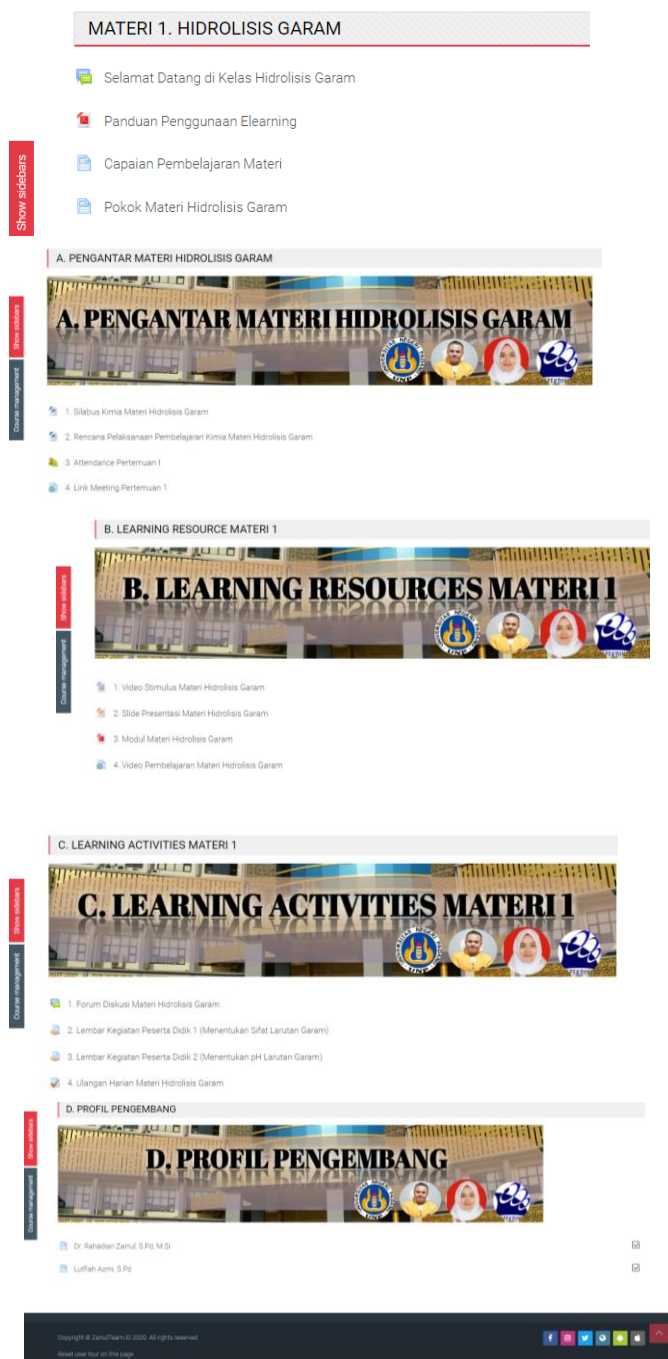 MATERI 1. HIDROLISIS GARAM
Selamat Datang di Kelas Hidrolisis Garam
Panduan Penggunaan Elearning
Capaian Pembelajaran Materi
Pokok Materi Hidrolisis Garam
Show sidebars
A. PENGANTAR MATERI HIDROLISIS GARAM
A. PENGANTAR MATERI HIDROLISIS GARAM
UNIVERSITAS NEGERI PADANG
UNP
Show sidebars
Course management
1. Silabus Kimia Materi Hidrolisis Garam
2. Rencana Pelaksanaan Pembelajaran Kimia Materi Hidrolisis Garam
3. Attendance Pertemuan I
4. Link Meeting Pertemuan 1
B. LEARNING RESOURCE MATERI 1
B. LEARNING RESOURCES MATERI 1
UNP
Show sidebars
Course management
1. Video Stimulus Materi Hidrolisis Garam
2. Slide Presentasi Materi Hidrolisis Garam
3. Modul Materi Hidrolisis Garam
4. Video Pembelajaran Materi Hidrolisis Garam
C. LEARNING ACTIVITIES MATERI 1
C. LEARNING ACTIVITIES MATERI 1
UNP
Show sidebars
Course management
1. Forum Diskusi Materi Hidrolisis Garam
2. Lembar Kegiatan Peserta Didik 1 (Menentukan Sifat Larutan Garam)
3. Lembar Kegiatan Peserta Didik 2 (Menentukan pH Larutan Garam)
4. Ulangan Harian Materi Hidrolisis Garam
D. PROFIL PENGEMBANG
D. PROFIL PENGEMBANG
UNP
Show sidebars
Course management
Dr. Rahadian Zainul, S.Pd, M.Si
Lutfiah Azmi, S.Pd
Copyright © ZainulTeam.ID 2020. All rights reserved.
Reset user tour on this page